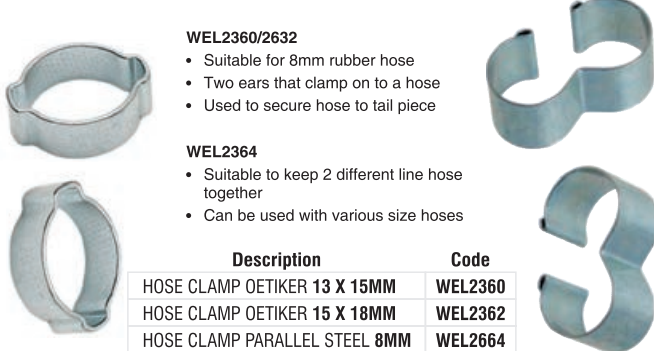 WEL2360/2632
• Suitable for 8mm rubber hose
• Two ears that clamp on to a hose
• Used to secure hose to tail piece
WEL2364
• Suitable to keep 2 different line hose
together
• Can be used with various size hoses
Description Code
HOSE CLAMP OETIKER 13 X 15MM WEL2360
HOSE CLAMP OETIKER 15 X 18MM WEL2362
HOSE CLAMP PARALLEL STEEL 8MM WEL2664